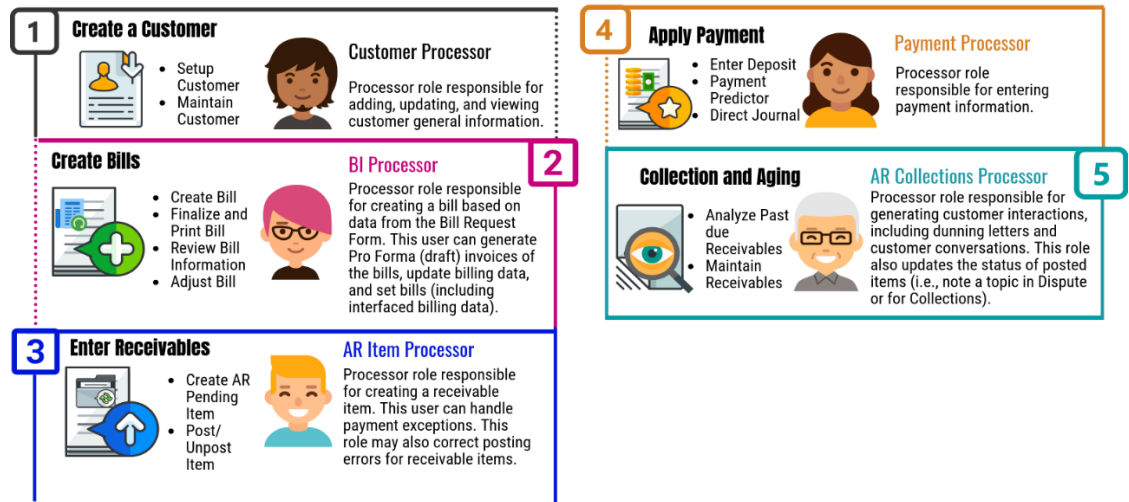 1
Create a Customer
• Setup
Customer
• Maintain
Customer
Customer Processor
Processor role responsible for
adding, updating, and viewing
customer general information.
2
Create Bills
• Create Bill
• Finalize and
Print Bill
• Review Bill
Information
• Adjust Bill
BI Processor
Processor role responsible
for creating a bill based on
data from the Bill Request
Form. This user can generate
Pro Forma (draft) invoices of
the bills, update billing data,
and set bills (including
interfaced billing data).
3
Enter Receivables
• Create AR
Pending
Item
• Post/
Unpost
Item
AR Item Processor
Processor role responsible
for creating a receivable
item. This user can handle
payment exceptions. This
role may also correct posting
errors for receivable items.
4
Apply Payment
• Enter Deposit
• Payment
Predictor
• Direct Journal
Payment Processor
Processor role
responsible for entering
payment information.
5
Collection and Aging
• Analyze Past
due
Receivables
• Maintain
Receivables
AR Collections Processor
Processor role responsible for
generating customer interactions,
including dunning letters and
customer conversations. This role
also updates the status of posted
items (i.e., note a topic in Dispute
or for Collections).